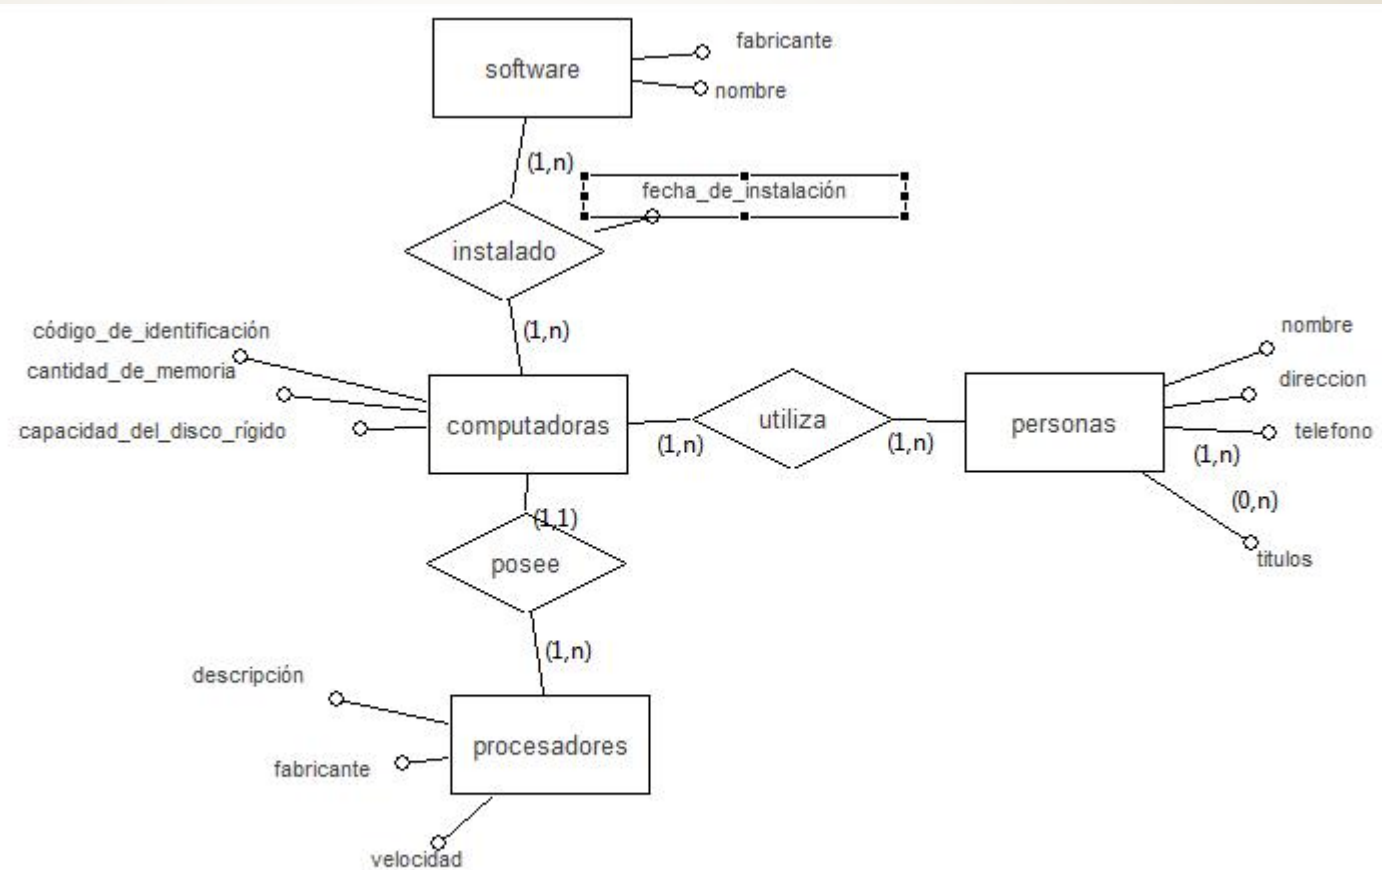 fabricante
software
nombre
(1,n)
fecha_de_instalación
instalado
(1,n)
código_de_identificación
cantidad_de_memoria
capacidad_del_disco_rígido
computadoras
(1,n)
utiliza
(1,n)
personas
nombre
direccion
telefono
(1,n)
(0,n)
titulos
(1,1)
posee
(1,n)
descripción
procesadores
fabricante
velocidad